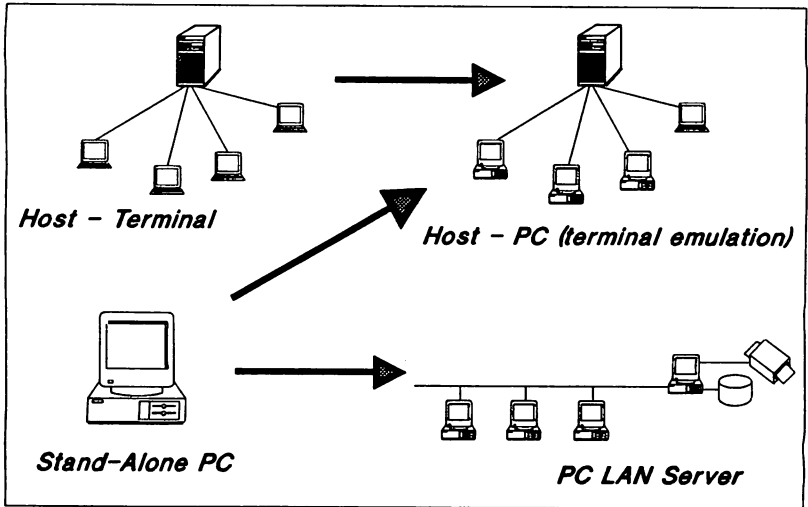 Host - Terminal
Host - PC (terminal emulation)
Stand-Alone PC
PC LAN Server